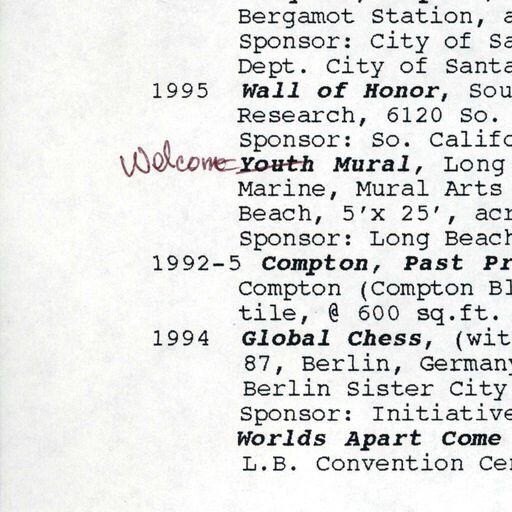 Bergamot Station, a
Sponsor: City of Sa
Dept. City of Santa
1995 Wall of Honor, Sou
Research, 6120 So.
Sponsor: So. Califo
Welcome Youth Mural, Long
Marine, Mural Arts
Beach, 5'x 25', acr
Sponsor: Long Beach
1992-5 Compton, Past Pr
Compton (Compton Bl
tile, @ 600 sq.ft.
1994 Global Chess, (wit
87, Berlin, Germany
Berlin Sister City
Sponsor: Initiative
Worlds Apart Come
L.B. Convention Cen